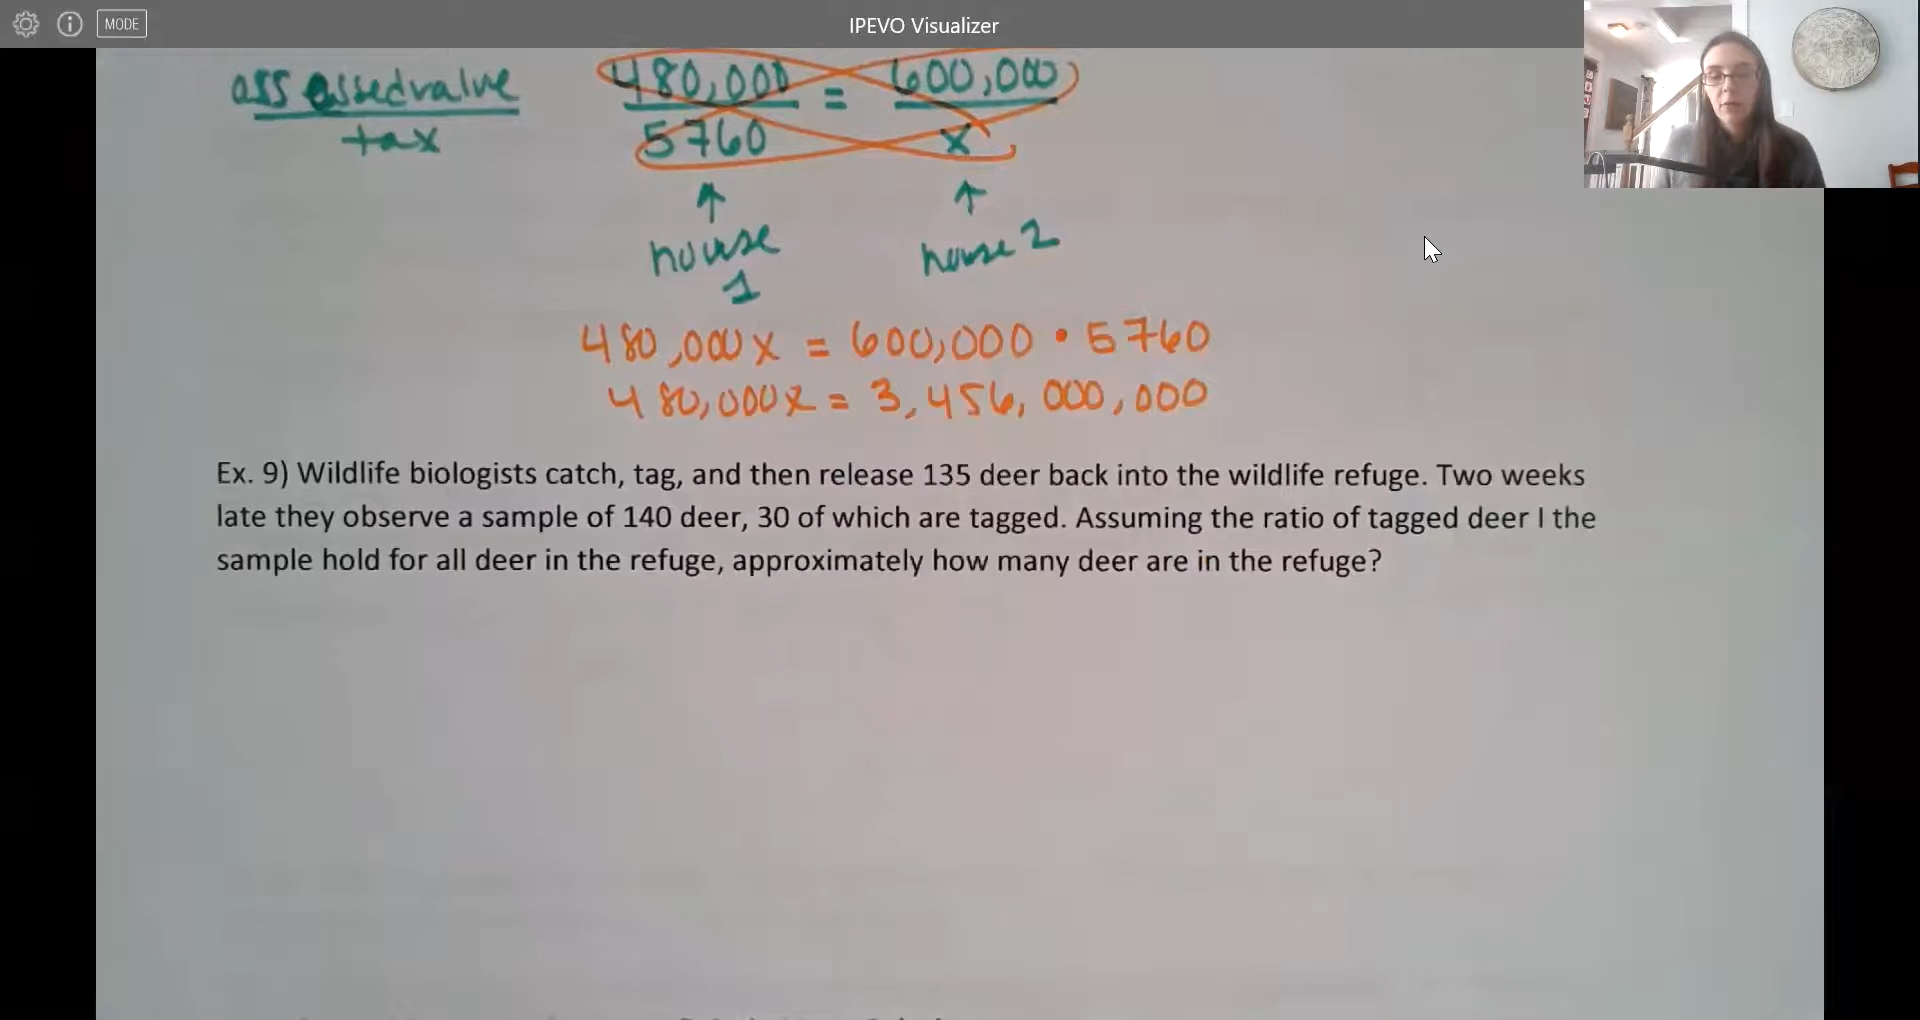 MODE
IPEVO Visualizer
assessedvalue 480,000 = 600,000
tax 5760 x
house house 2
1
480,000x = 600,000 • 5760
480,000x = 3,456,000,000
Ex. 9) Wildlife biologists catch, tag, and then release 135 deer back into the wildlife refuge. Two weeks
late they observe a sample of 140 deer, 30 of which are tagged. Assuming the ratio of tagged deer I the
sample hold for all deer in the refuge, approximately how many deer are in the refuge?